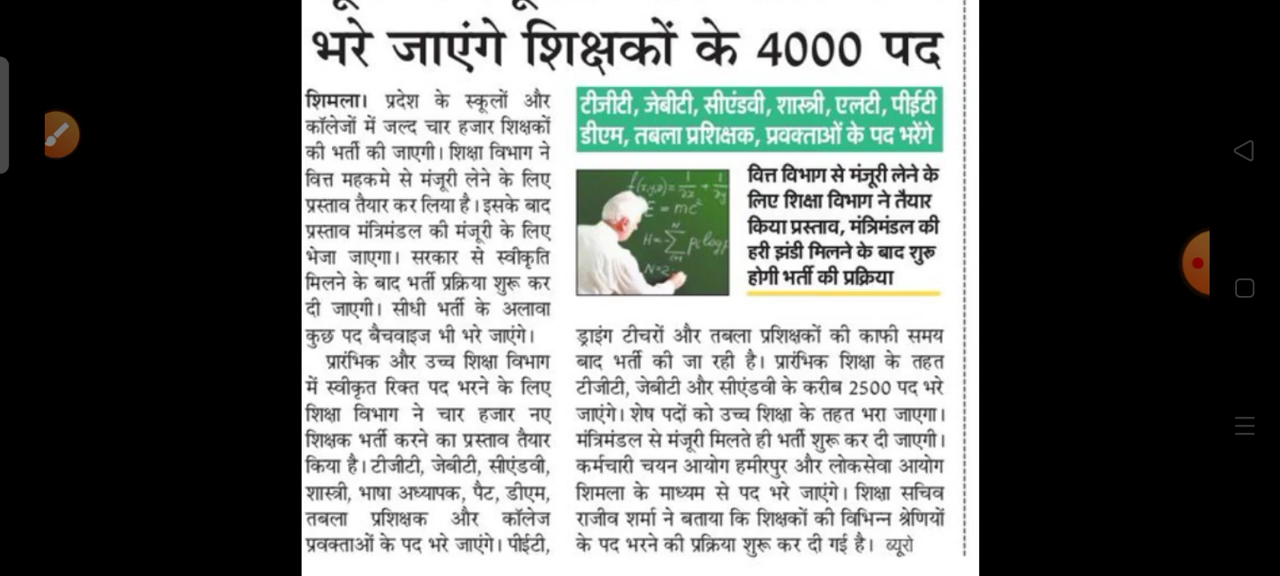 भरे जाएंगे शिक्षकों के 4000 पद
शिमला। प्रदेश के स्कूलों और
कॉलेजों में जल्द चार हजार शिक्षकों
की भर्ती की जाएगी। शिक्षा विभाग ने
वित्त महकमे से मंजूरी लेने के लिए
प्रस्ताव तैयार कर लिया है। इसके बाद
प्रस्ताव मंत्रिमंडल की मंजूरी के लिए
भेजा जाएगा। सरकार से स्वीकृति
मिलने के बाद भर्ती प्रक्रिया शुरू कर
दी जाएगी। सीधी भर्ती के अलावा
कुछ पद बैचवाइज भी भरे जाएंगे।
प्रारंभिक और उच्च शिक्षा विभाग
में स्वीकृत रिक्त पद भरने के लिए
शिक्षा विभाग ने चार हजार नए
शिक्षक भर्ती करने का प्रस्ताव तैयार
किया है। टीजीटी, जेबीटी, सीएंडवी,
शास्त्री, भाषा अध्यापक, पैट, डीएम,
तबला प्रशिक्षक और कॉलेज
प्रवक्ताओं के पद भरे जाएंगे। पीईटी,
टीजीटी, जेबीटी, सीएंडवी, शास्त्री, एलटी, पीईटी
डीएम, तबला प्रशिक्षक, प्रवक्ताओं के पद भरेंगे
वित्त विभाग से मंजूरी लेने के
लिए शिक्षा विभाग ने तैयार
किया प्रस्ताव, मंत्रिमंडल की
हरी झंडी मिलने के बाद शुरू
होगी भर्ती की प्रक्रिया
ड्राइंग टीचरों और तबला प्रशिक्षकों की काफी समय
बाद भर्ती की जा रही है। प्रारंभिक शिक्षा के तहत
टीजीटी, जेबीटी और सीएंडवी के करीब 2500 पद भरे
जाएंगे। शेष पदों को उच्च शिक्षा के तहत भरा जाएगा।
मंत्रिमंडल से मंजूरी मिलते ही भर्ती शुरू कर दी जाएगी।
कर्मचारी चयन आयोग हमीरपुर और लोकसेवा आयोग
शिमला के माध्यम से पद भरे जाएंगे। शिक्षा सचिव
राजीव शर्मा ने बताया कि शिक्षकों की विभिन्न श्रेणियों
के पद भरने की प्रक्रिया शुरू कर दी गई है। ब्यूरो